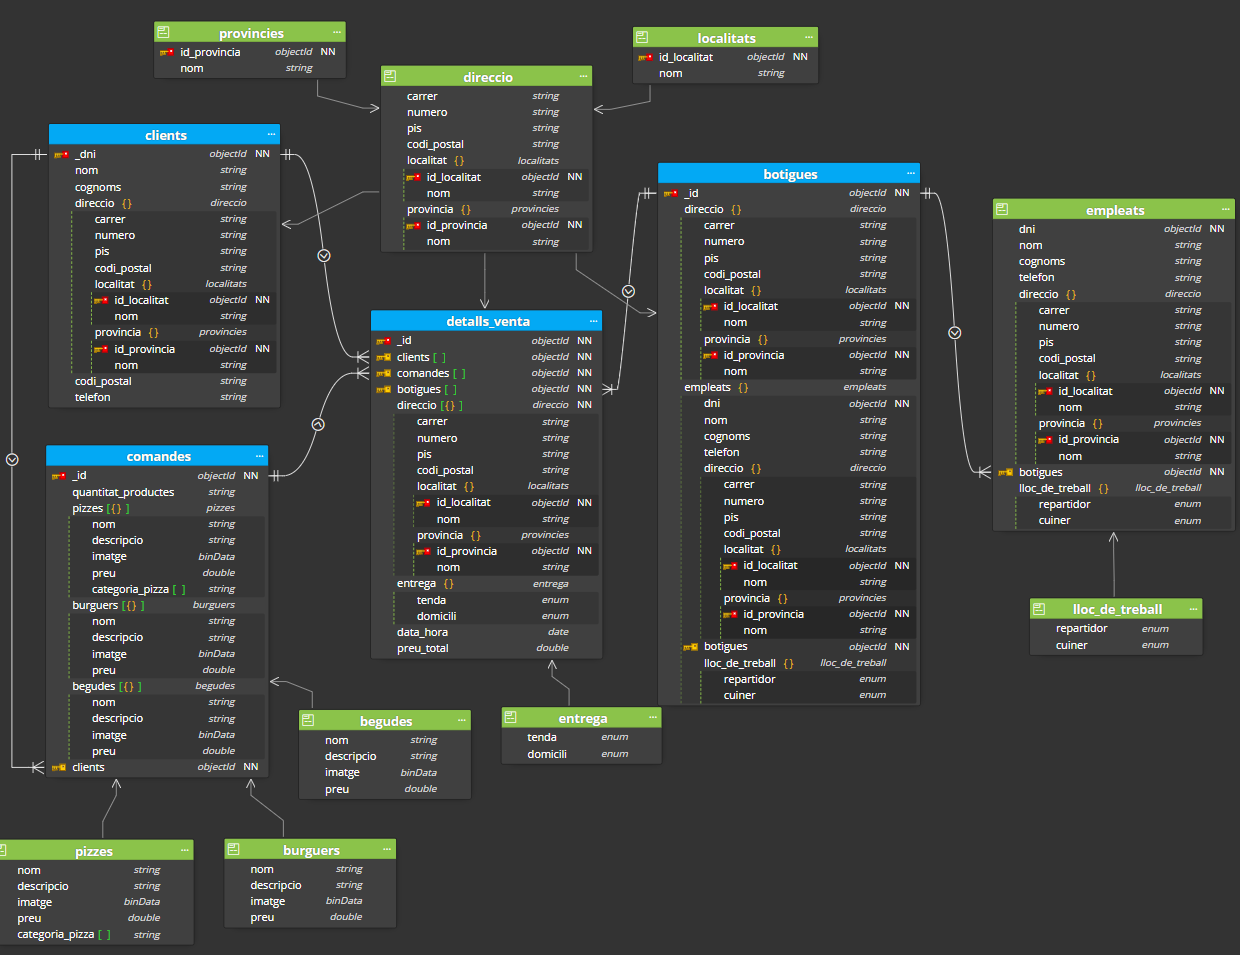 provincies ...
id_provincia objectId NN
nom string
localitats ...
id_localitat objectId NN
nom string
direccio ...
carrer string
numero string
pis string
codi_postal string
localitat {} localitats
id_localitat objectId NN
nom string
provincia {} provincies
id_provincia objectId NN
nom string
clients ...
_dni objectId NN
nom string
cognoms string
direccio {} direccio
carrer string
numero string
pis string
codi_postal string
localitat {} localitats
id_localitat objectId NN
nom string
provincia {} provincies
id_provincia objectId NN
nom string
codi_postal string
telefon string
botigues ...
_id objectId NN
direccio {} direccio
carrer string
numero string
pis string
codi_postal string
localitat {} localitats
id_localitat objectId NN
nom string
provincia {} provincies
id_provincia objectId NN
nom string
empleats {} empleats
dni objectId NN
nom string
cognoms string
telefon string
direccio {} direccio
carrer string
numero string
pis string
codi_postal string
localitat {} localitats
id_localitat objectId NN
nom string
provincia {} provincies
id_provincia objectId NN
nom string
botigues objectId NN
lloc_de_treball {} lloc_de_treball
repartidor enum
cuiner enum
empleats ...
dni objectId NN
nom string
cognoms string
telefon string
direccio {} direccio
carrer string
numero string
pis string
codi_postal string
localitat {} localitats
id_localitat objectId NN
nom string
provincia {} provincies
id_provincia objectId NN
nom string
botigues objectId NN
lloc_de_treball {} lloc_de_treball
repartidor enum
cuiner enum
detalls_venta ...
_id objectId NN
clients [ ] objectId NN
comandes [ ] objectId NN
botigues [ ] objectId NN
direccio [{} ] direccio NN
carrer string
numero string
pis string
codi_postal string
localitat {} localitats
id_localitat objectId NN
nom string
provincia {} provincies
id_provincia objectId NN
nom string
entrega {} entrega
tenda enum
domicili enum
data_hora date
preu_total double
comandes ...
_id objectId NN
quantitat_productes string
pizzes [{} ] pizzes
nom string
descripcio string
imatge binData
preu double
categoria_pizza [ ] string
burguers [{} ] burguers
nom string
descripcio string
imatge binData
preu double
begudes [{} ] begudes
nom string
descripcio string
imatge binData
preu double
clients objectId NN
lloc_de_treball ...
repartidor enum
cuiner enum
begudes ...
nom string
descripcio string
imatge binData
preu double
entrega ...
tenda enum
domicili enum
pizzes ...
nom string
descripcio string
imatge binData
preu double
categoria_pizza [ ] string
burguers ...
nom string
descripcio string
imatge binData
preu double